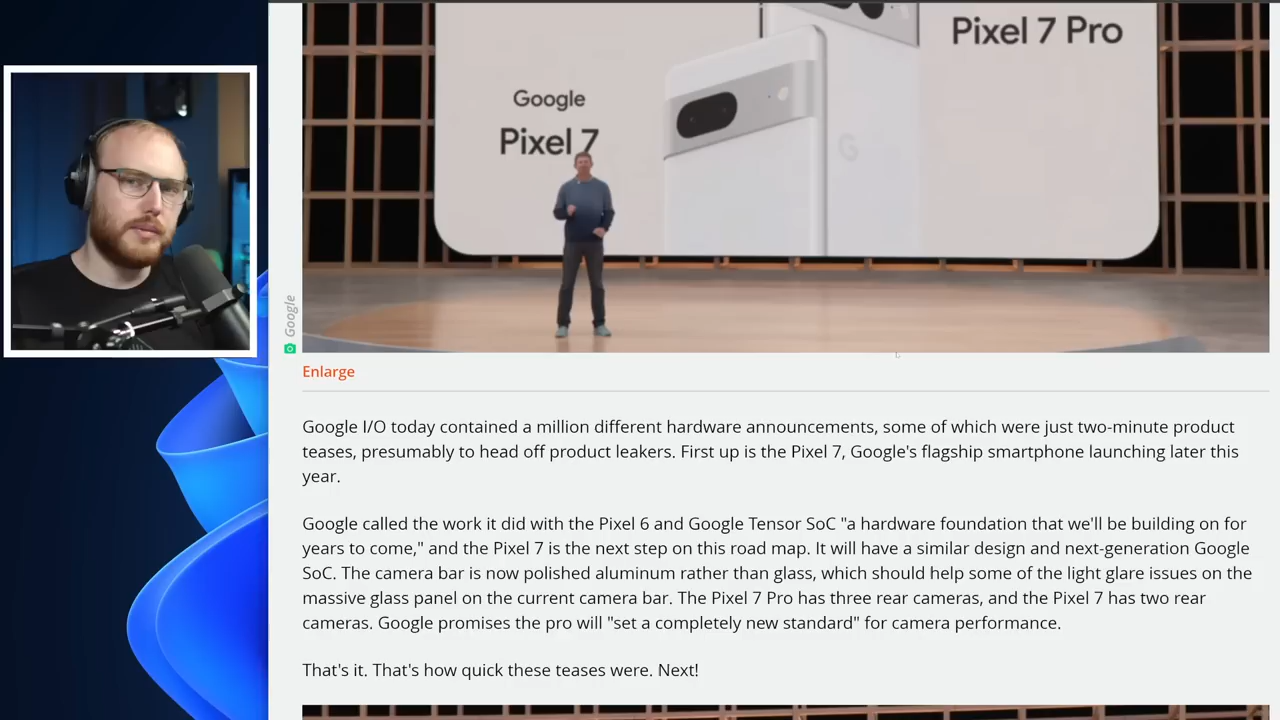 Pixel 7 Pro
Google
Pixel 7
G
Google
Enlarge
Google I/O today contained a million different hardware announcements, some of which were just two-minute product
teases, presumably to head off product leakers. First up is the Pixel 7, Google's flagship smartphone launching later this
year.
Google called the work it did with the Pixel 6 and Google Tensor SoC "a hardware foundation that we'll be building on for
years to come," and the Pixel 7 is the next step on this road map. It will have a similar design and next-generation Google
SoC. The camera bar is now polished aluminum rather than glass, which should help some of the light glare issues on the
massive glass panel on the current camera bar. The Pixel 7 Pro has three rear cameras, and the Pixel 7 has two rear
cameras. Google promises the pro will "set a completely new standard" for camera performance.
That's it. That's how quick these teases were. Next!